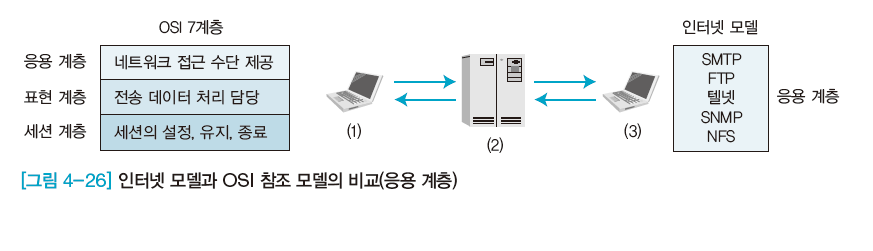 OSI 7계층
응용 계층
네트워크 접근 수단 제공
표현 계층
전송 데이터 처리 담당
세션 계층
세션의 설정, 유지, 종료
(1)
(2)
(3)
인터넷 모델
SMTP
FTP
텔넷
SNMP
NFS
응용 계층
[그림 4-26] 인터넷 모델과 OSI 참조 모델의 비교(응용 계층)